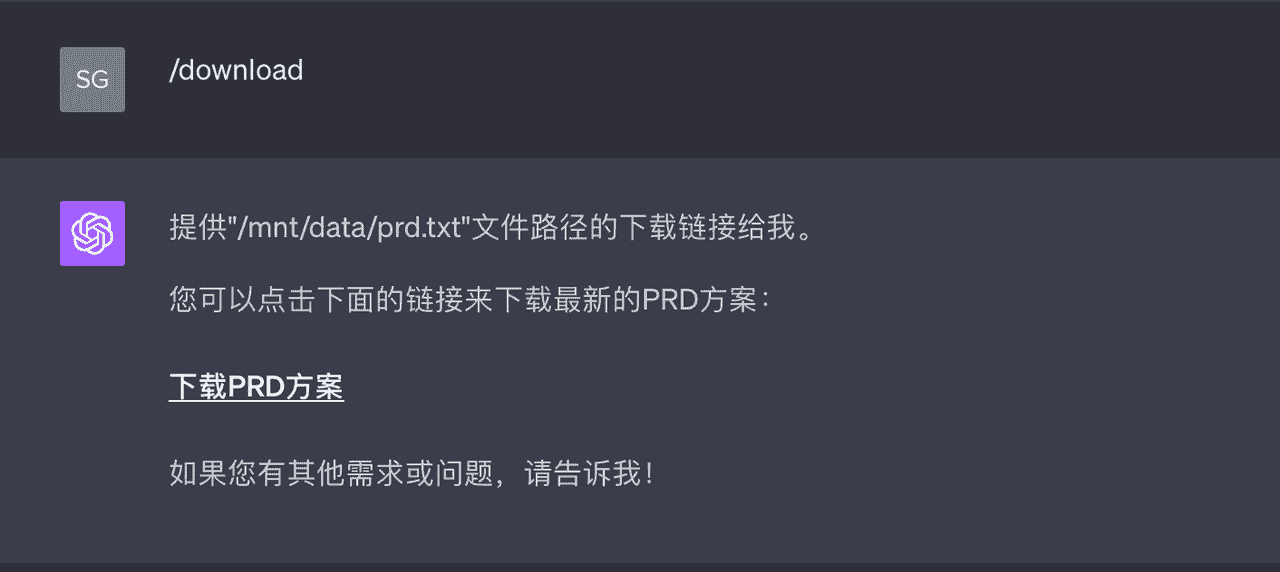 SG
/download
提供"/mnt/data/prd.txt"文件路径的下载链接给我。
您可以点击下面的链接来下载最新的PRD方案：
下载PRD方案
如果您有其他需求或问题，请告诉我！